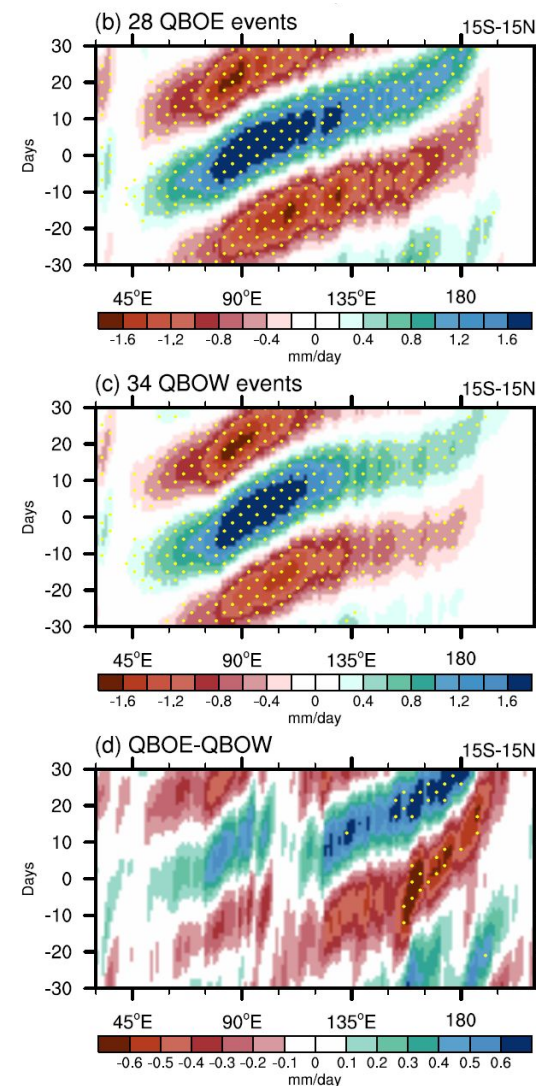 (b) 28 QBOE events 15S-15N
30
20
10
0
-10
-20
-30
Days
45°E 90°E 135°E 180
-1.6 -1.2 -0.8 -0.4 0 0.4 0.8 1.2 1.6
mm/day
(c) 34 QBOW events 15S-15N
30
20
10
0
-10
-20
-30
Days
45°E 90°E 135°E 180
-1.6 -1.2 -0.8 -0.4 0 0.4 0.8 1.2 1.6
mm/day
(d) QBOE-QBOW 15S-15N
30
20
10
0
-10
-20
-30
Days
45°E 90°E 135°E 180
-0.6 -0.5 -0.4 -0.3 -0.2 -0.1 0 0.1 0.2 0.3 0.4 0.5 0.6
mm/day